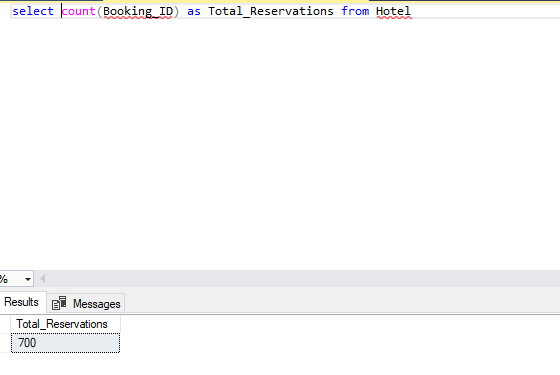 select count(Booking_ID) as Total_Reservations from Hotel
%
Results Messages
Total_Reservations
700